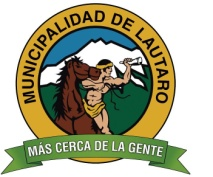 MUNICIPALIDAD DE LAUTARO
MÁS CERCA DE LA GENTE